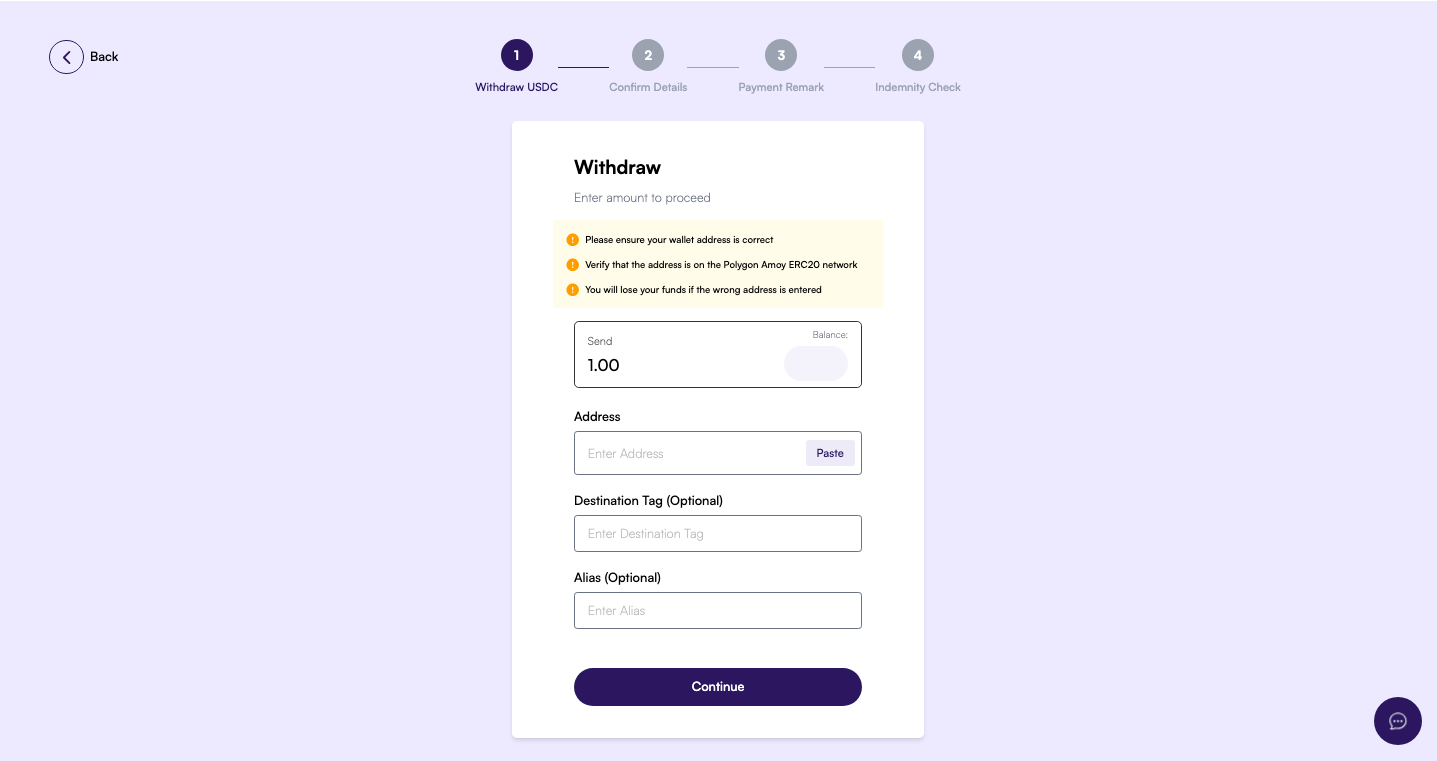 Back
1
2
3
4
Withdraw USDC
Confirm Details
Payment Remark
Indemnity Check
Withdraw
Enter amount to proceed
Please ensure your wallet address is correct
Verify that the address is on the Polygon Amoy ERC20 network
You will lose your funds if the wrong address is entered
Balance:
Send
1.00
Address
Enter Address
Paste
Destination Tag (Optional)
Enter Destination Tag
Alias (Optional)
Enter Alias
Continue